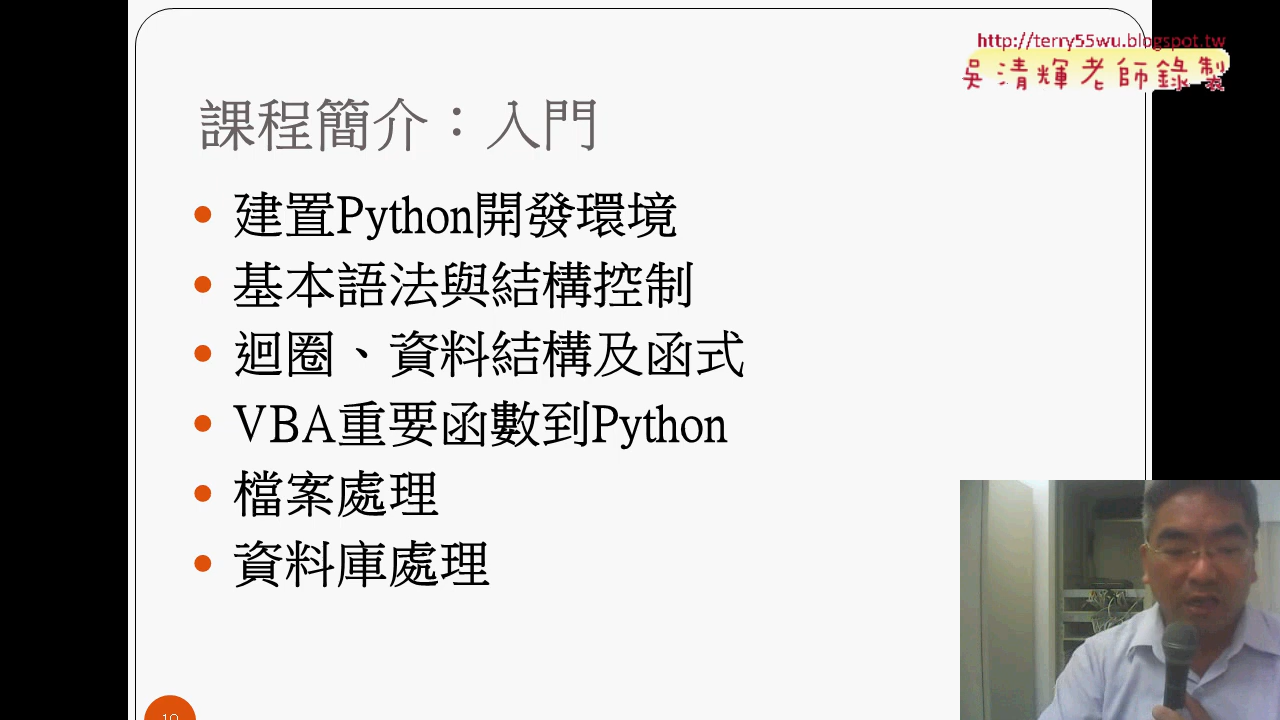 http://terry55wu.blogspot.tw
吳清輝老師錄製
課程簡介：入門
建置Python開發環境
基本語法與結構控制
迴圈、資料結構及函式
VBA重要函數到Python
檔案處理
資料庫處理
10